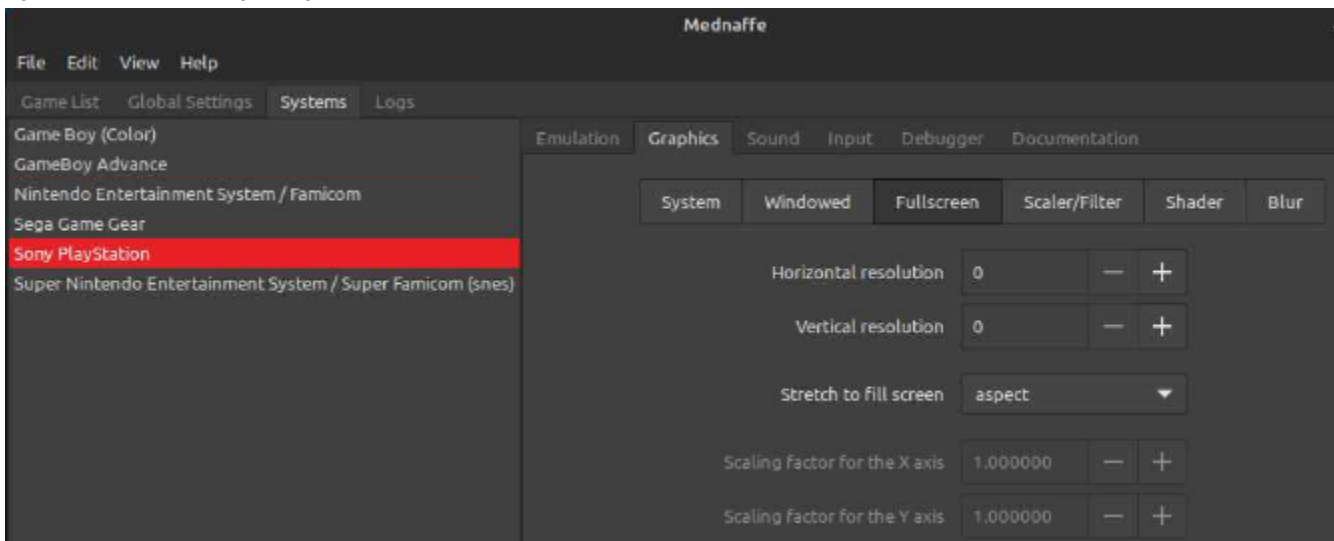 Mednaffe
File Edit View Help
Game List Global Settings Systems Logs
Game Boy (Color)
GameBoy Advance
Nintendo Entertainment System / Famicom
Sega Game Gear
Sony PlayStation
Super Nintendo Entertainment System / Super Famicom (snes)
Emulation Graphics Sound Input Debugger Documentation
System Windowed Fullscreen Scaler/Filter Shader Blur
Horizontal resolution 0 — +
Vertical resolution 0 — +
Stretch to fill screen aspect
Scaling factor for the X axis 1.000000 — +
Scaling factor for the Y axis 1.000000 — +